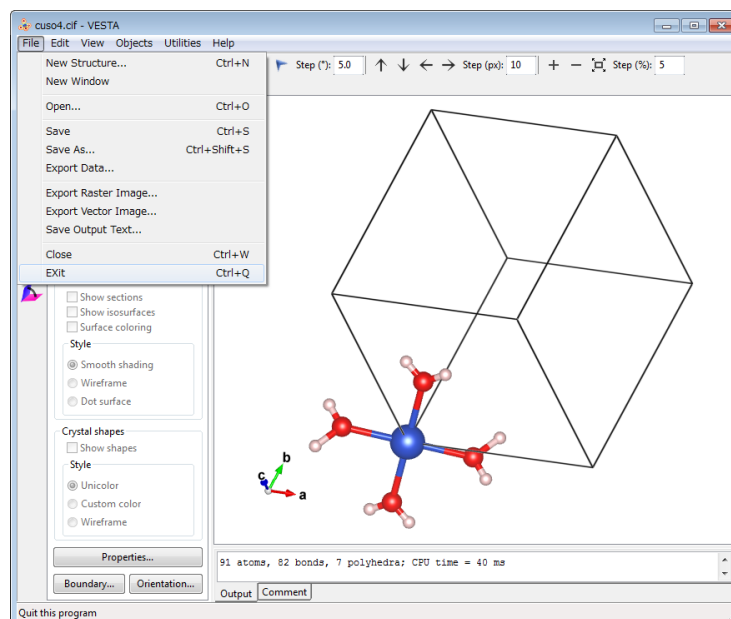 cuso4.cif - VESTA
File Edit View Objects Utilities Help
New Structure... Ctrl+N
New Window
Open... Ctrl+O
Save Ctrl+S
Save As... Ctrl+Shift+S
Export Data...
Export Raster Image...
Export Vector Image...
Save Output Text...
Close Ctrl+W
EXit Ctrl+Q
Step (°): 5.0 Step (px): 10 Step (%): 5
Show sections
Show isosurfaces
Surface coloring
Style
Smooth shading
Wireframe
Dot surface
Crystal shapes
Show shapes
Style
Unicolor
Custom color
Wireframe
Properties...
Boundary... Orientation...
c b a
91 atoms, 82 bonds, 7 polyhedra; CPU time = 40 ms
Output Comment
Quit this program